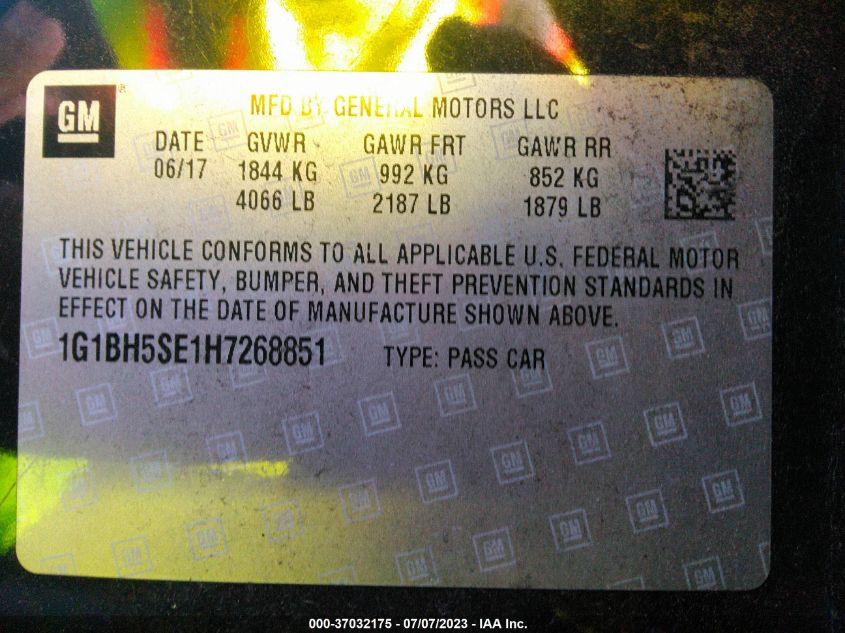 GM
MFD BY GENERAL MOTORS LLC
DATE GVWR GAWR FRT GAWR RR
06/17 1844 KG 992 KG 852 KG
4066 LB 2187 LB 1879 LB
THIS VEHICLE CONFORMS TO ALL APPLICABLE U.S. FEDERAL MOTOR
VEHICLE SAFETY, BUMPER, AND THEFT PREVENTION STANDARDS IN
EFFECT ON THE DATE OF MANUFACTURE SHOWN ABOVE.
1G1BH5SE1H7268851 TYPE: PASS CAR
000-37032175 - 07/07/2023 - IAA Inc.